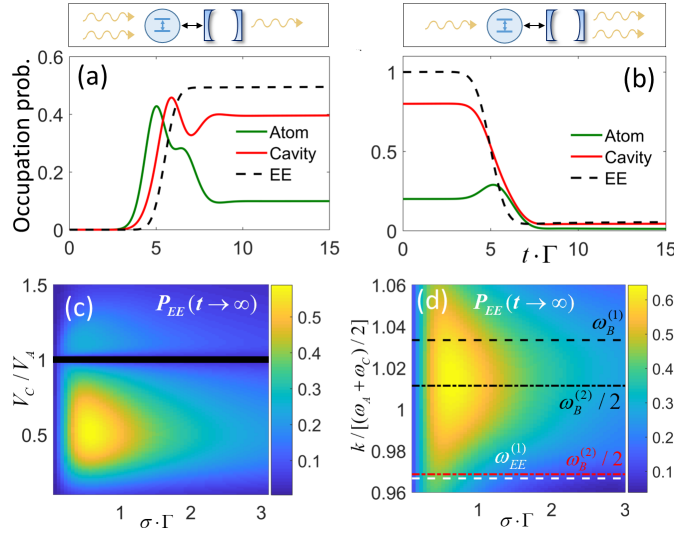 (a)
Occupation prob.
0.6
0.4
0.2
0
0
5
10
15
Atom
Cavity
EE
(b)
1
0.5
0
0
5
10
15
t · Γ
Atom
Cavity
EE
(c)
P_EE (t → ∞)
V_C / V_A
1.5
1
0.5
1
2
3
σ · Γ
0.5
0.4
0.3
0.2
0.1
(d)
P_EE (t → ∞)
k / [(ω_A + ω_C) / 2]
1.06
1.04
1.02
1
0.98
0.96
ω_B^(1)
ω_B^(2) / 2
ω_EE^(1)
ω_B^(2) / 2
1
2
3
σ · Γ
0.6
0.5
0.4
0.3
0.2
0.1